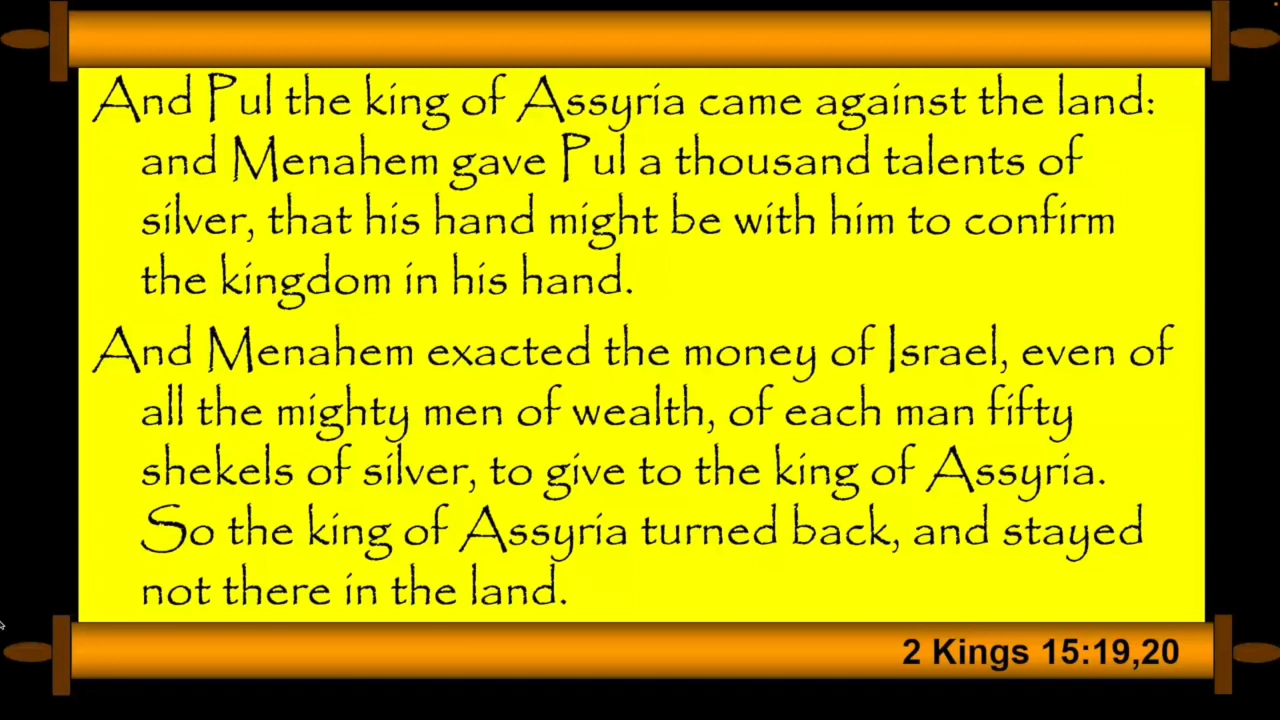 And Pul the king of Assyria came against the land:
and Menahem gave Pul a thousand talents of
silver, that his hand might be with him to confirm
the kingdom in his hand.
And Menahem exacted the money of Israel, even of
all the mighty men of wealth, of each man fifty
shekels of silver, to give to the king of Assyria.
So the king of Assyria turned back, and stayed
not there in the land.
2 Kings 15:19,20